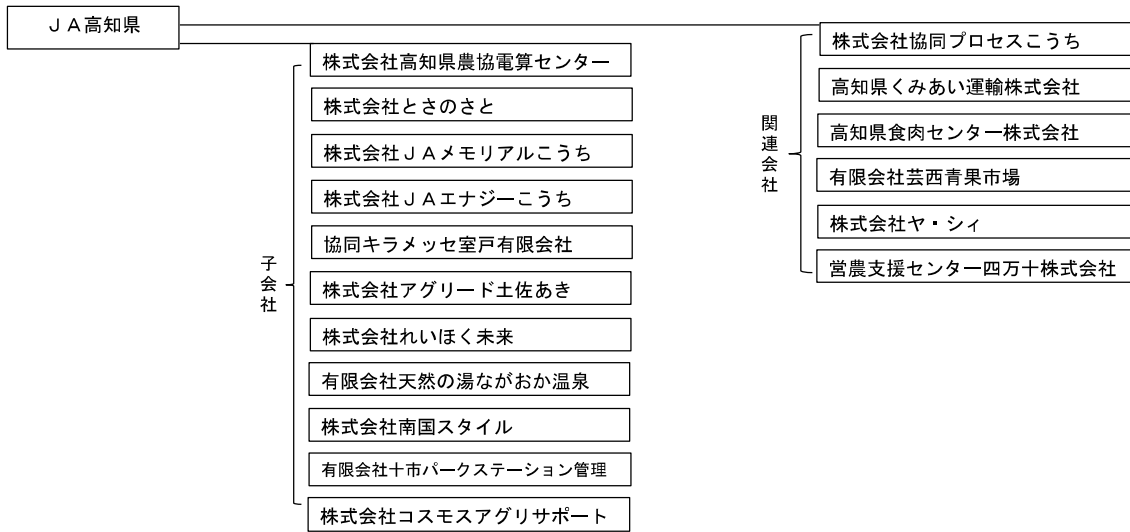 ＪＡ高知県
子会社
株式会社高知県農協電算センター
株式会社とさのさと
株式会社ＪＡメモリアルこうち
株式会社ＪＡエナジーこうち
協同キラメッセ室戸有限会社
株式会社アグリード土佐あき
株式会社れいほく未来
有限会社天然の湯ながおか温泉
株式会社南国スタイル
有限会社十市パークステーション管理
株式会社コスモスアグリサポート
関連会社
株式会社協同プロセスこうち
高知県くみあい運輸株式会社
高知県食肉センター株式会社
有限会社芸西青果市場
株式会社ヤ・シィ
営農支援センター四万十株式会社